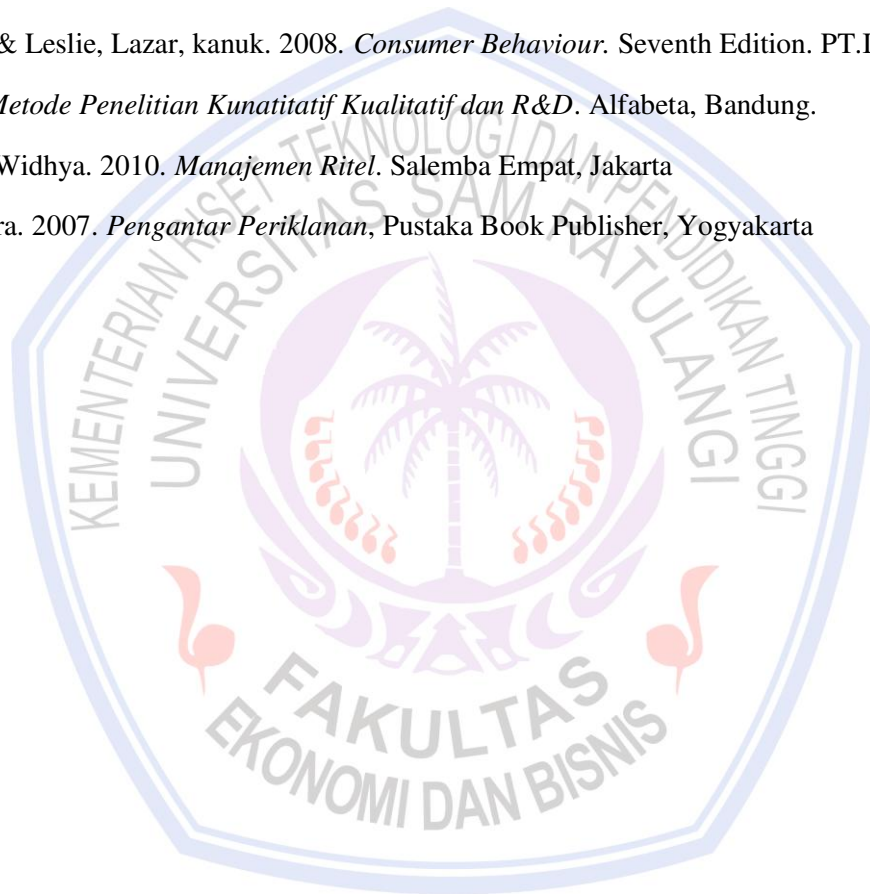 & Leslie, Lazar, kanuk. 2008. Consumer Behaviour. Seventh Edition. PT.I
Metode Penelitian Kunatitatif Kualitatif dan R&D. Alfabeta, Bandung.
Widhya. 2010. Manajemen Ritel. Salemba Empat, Jakarta
ra. 2007. Pengantar Periklanan, Pustaka Book Publisher, Yogyakarta
KEMENTERIAN RISET TEKNOLOGI DAN PENDIDIKAN TINGGI
UNIVERSITAS SAM RATULANGI
FAKULTAS
EKONOMI DAN BISNIS